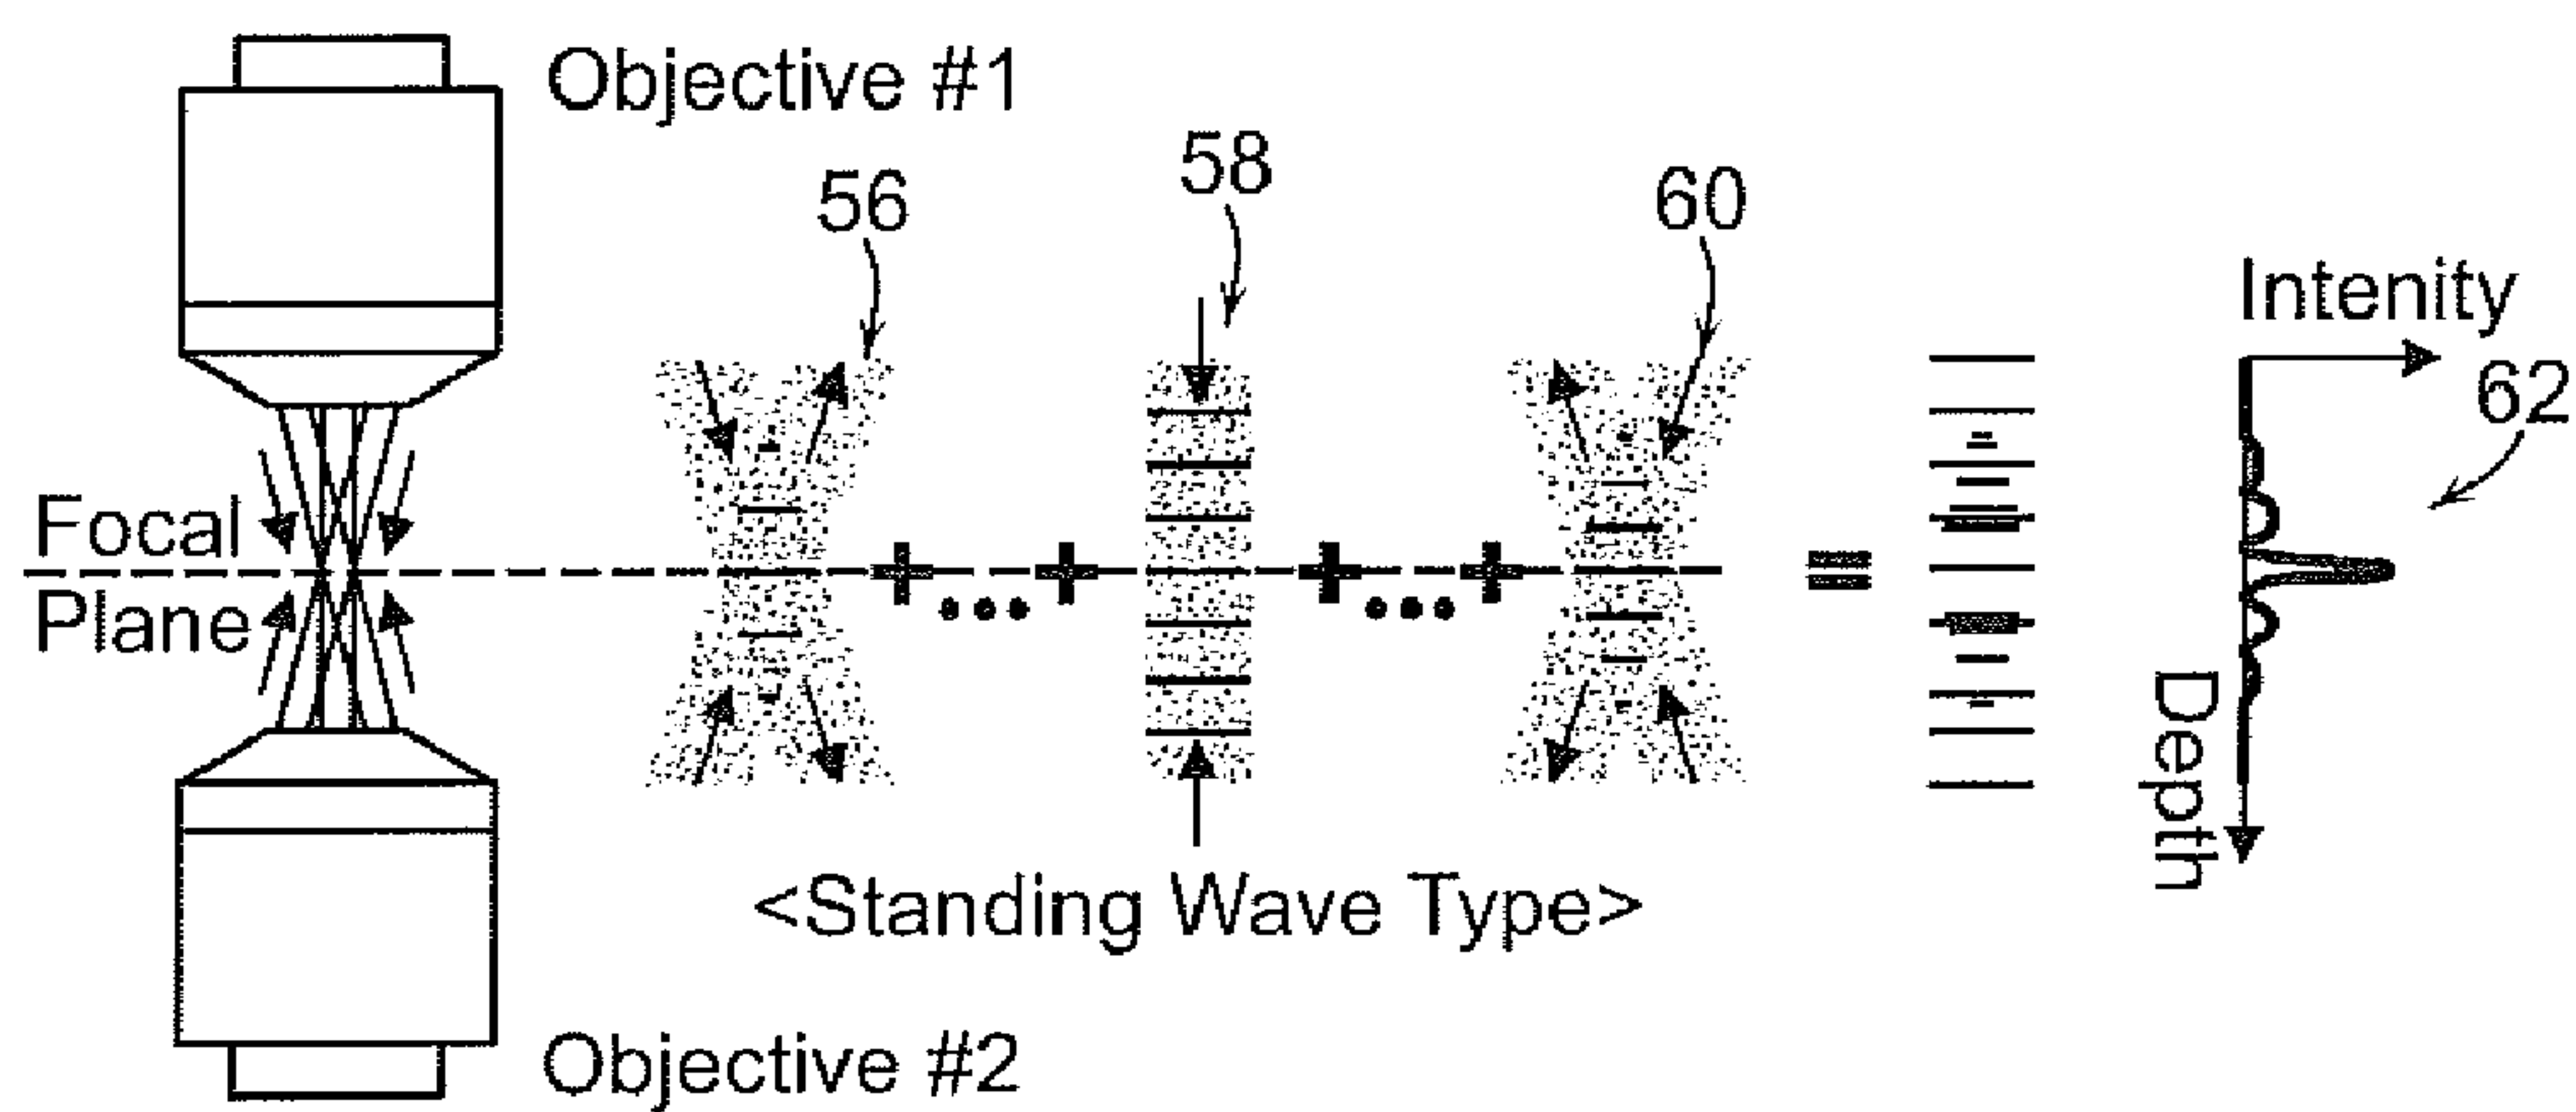 Objective #1
56
58
60
Intenity
62
Focal
Plane
+ ... + + ... + =
Depth
<Standing Wave Type>
Objective #2